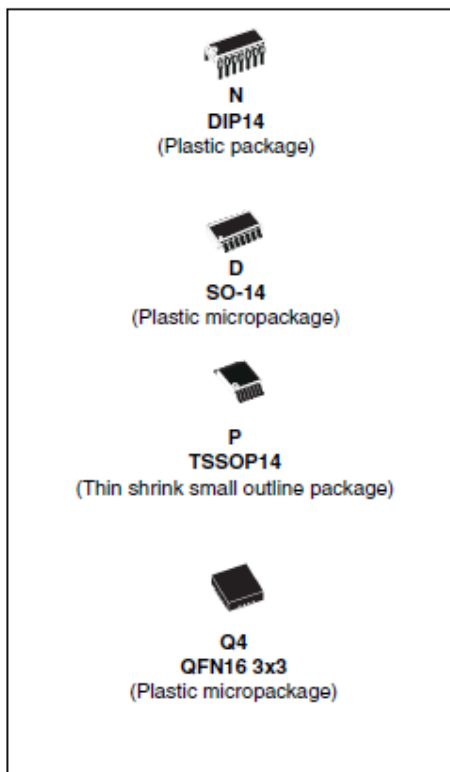 N
DIP14
(Plastic package)
D
SO-14
(Plastic micropackage)
P
TSSOP14
(Thin shrink small outline package)
Q4
QFN16 3x3
(Plastic micropackage)